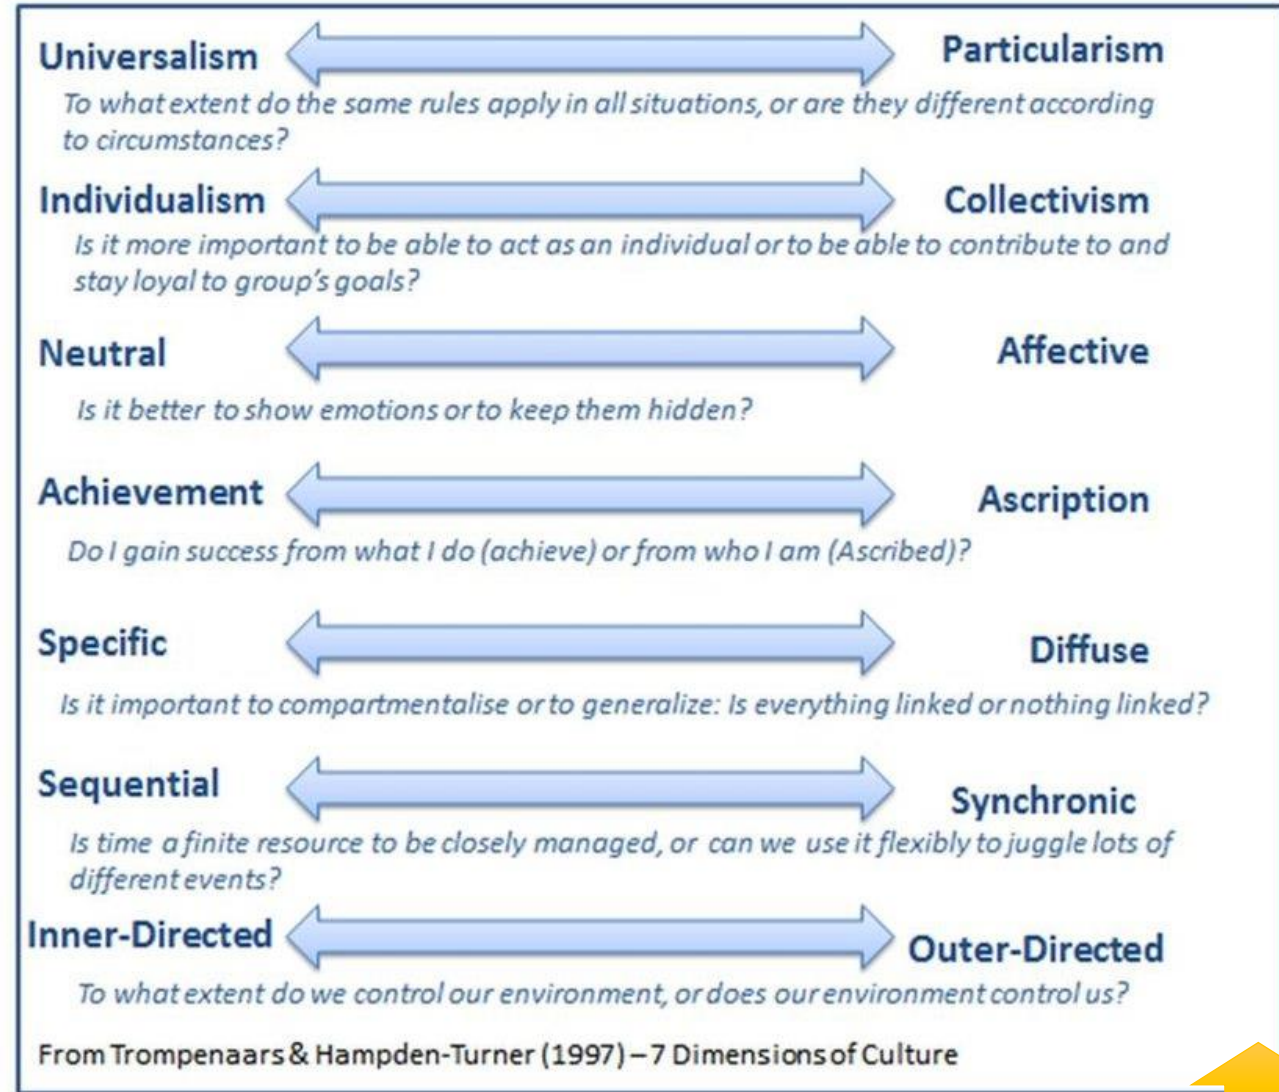 Universalism
Particularism
To what extent do the same rules apply in all situations, or are they different according
to circumstances?
Individualism
Collectivism
Is it more important to be able to act as an individual or to be able to contribute to and
stay loyal to group's goals?
Neutral
Affective
Is it better to show emotions or to keep them hidden?
Achievement
Ascription
Do I gain success from what I do (achieve) or from who I am (Ascribed)?
Specific
Diffuse
Is it important to compartmentalise or to generalize: Is everything linked or nothing linked?
Sequential
Synchronic
Is time a finite resource to be closely managed, or can we use it flexibly to juggle lots of
different events?
Inner-Directed
Outer-Directed
To what extent do we control our environment, or does our environment control us?
From Trompenaars & Hampden-Turner (1997) – 7 Dimensions of Culture